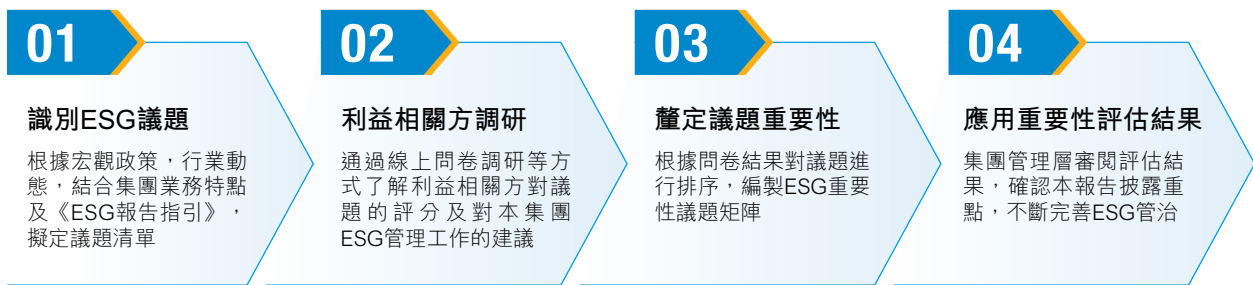 01
識別ESG議題
根據宏觀政策，行業動
態，結合集團業務特點
及《ESG報告指引》，
擬定議題清單
02
利益相關方調研
通過線上問卷調研等方
式了解利益相關方對議
題的評分及對本集團
ESG管理工作的建議
03
釐定議題重要性
根據問卷結果對議題進
行排序，編製ESG重要
性議題矩陣
04
應用重要性評估結果
集團管理層審閱評估結
果，確認本報告披露重
點，不斷完善ESG管治